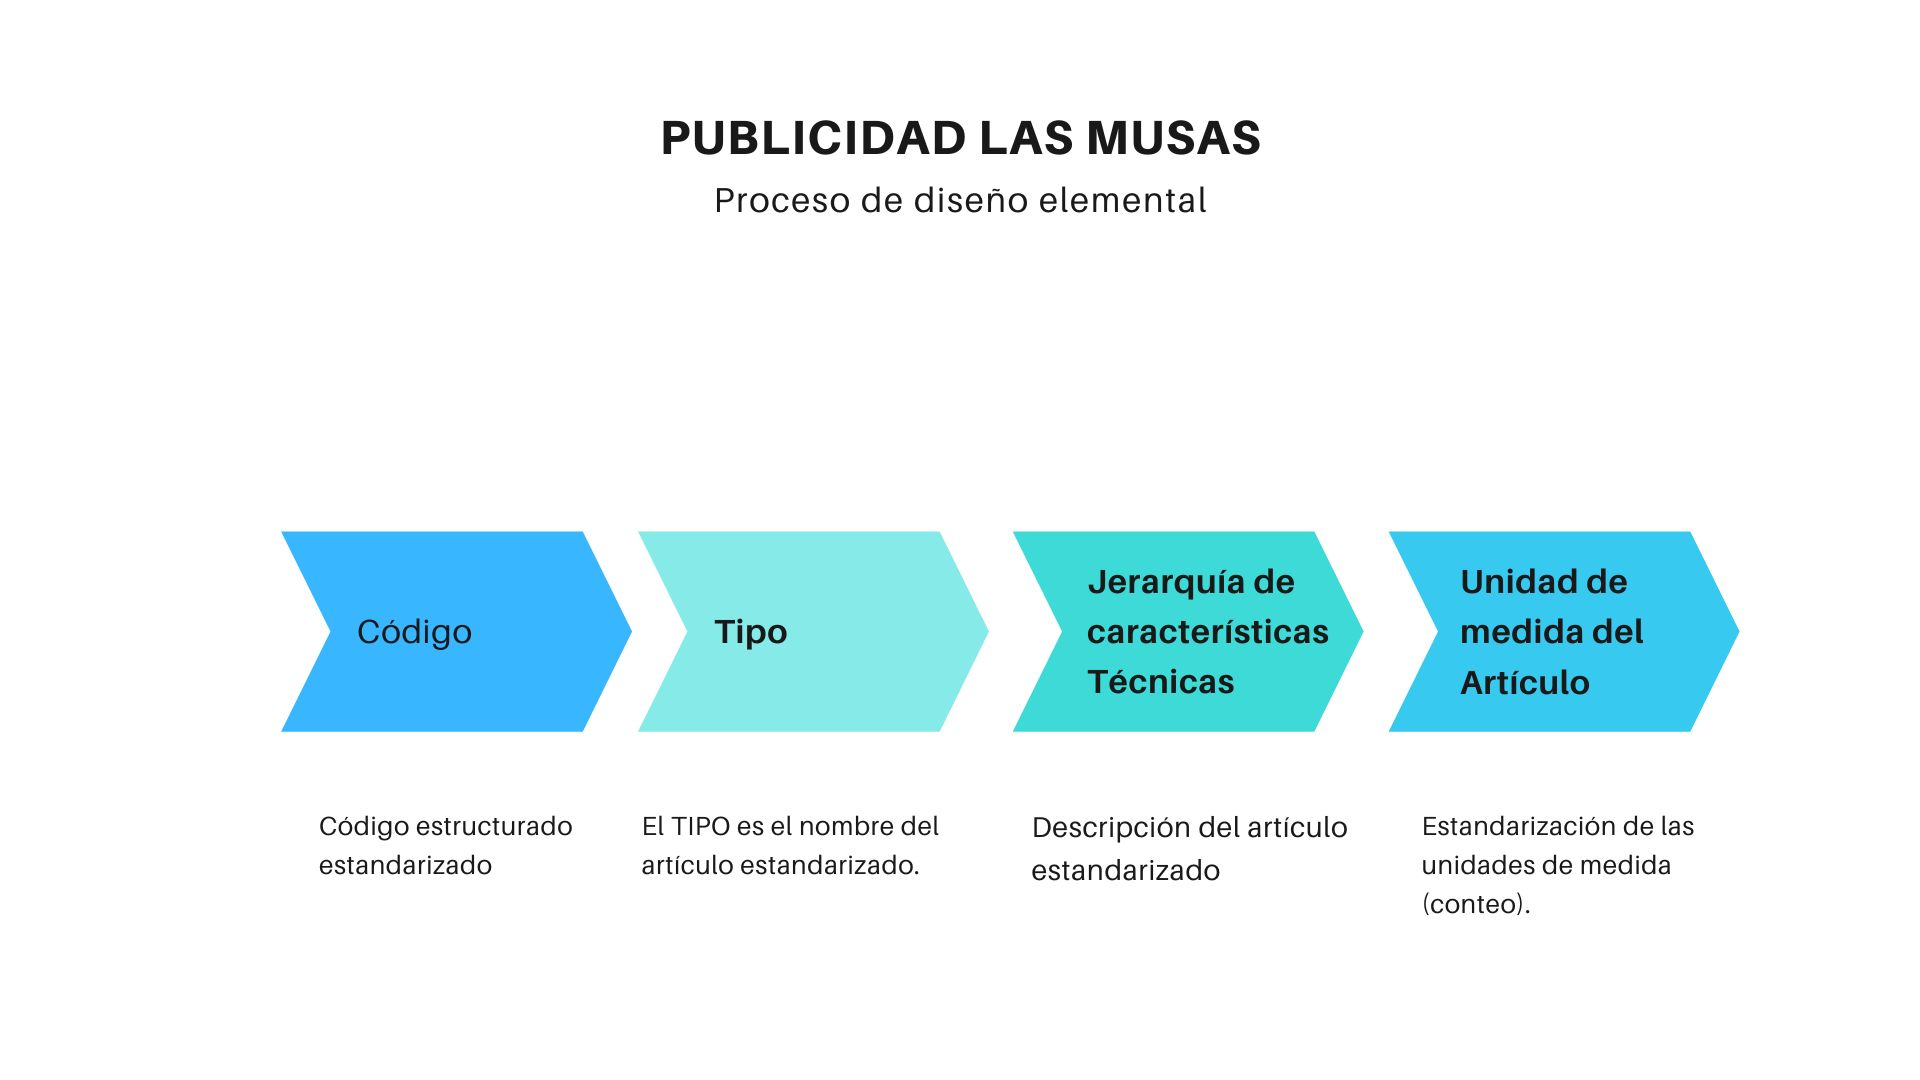 PUBLICIDAD LAS MUSAS
Proceso de diseño elemental
Código
Tipo
Jerarquía de
características
Técnicas
Unidad de
medida del
Artículo
Código estructurado
estandarizado
El TIPO es el nombre del
artículo estandarizado.
Descripción del artículo
estandarizado
Estandarización de las
unidades de medida
(conteo).